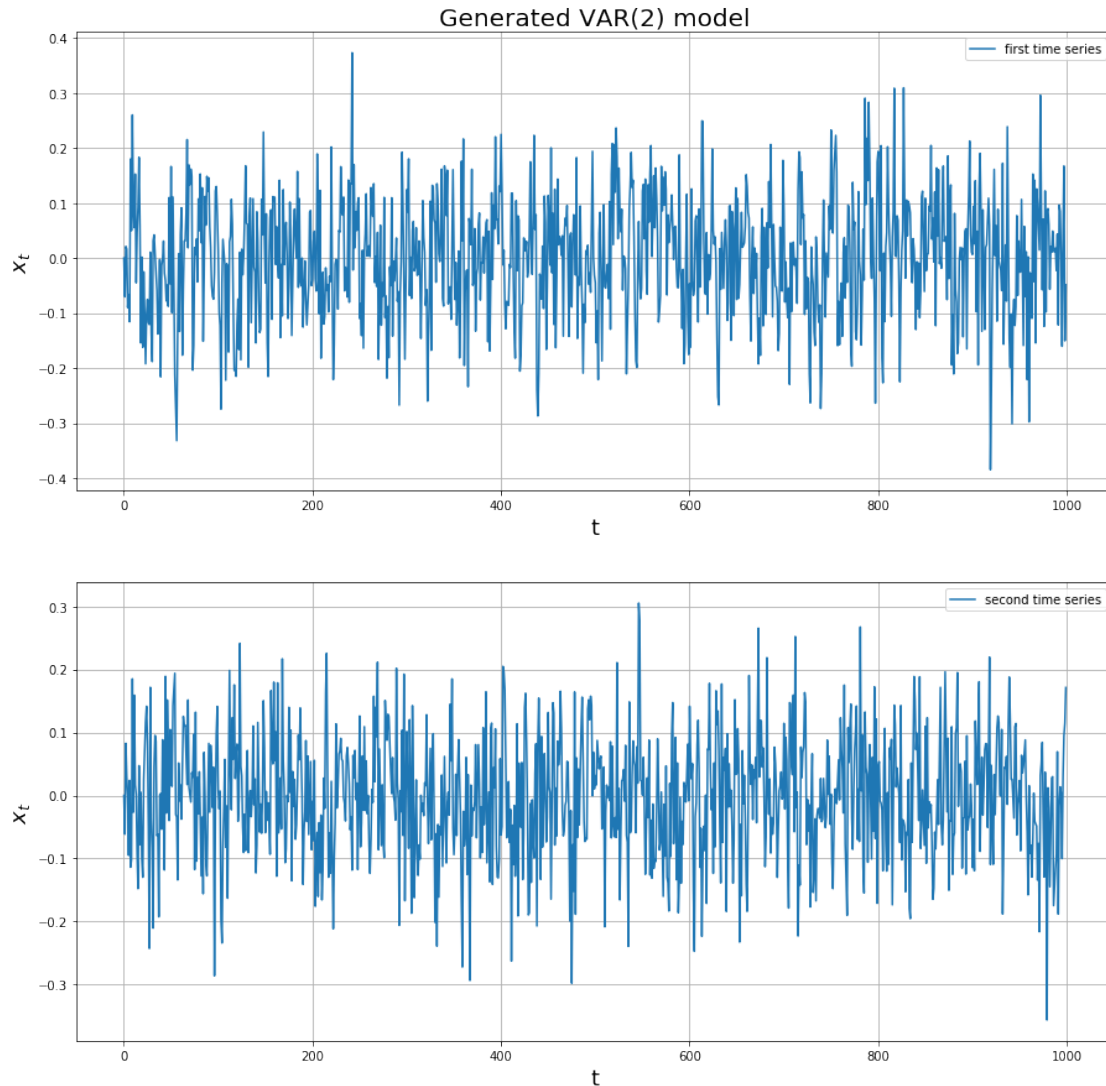 Generated VAR(2) model
first time series
0.4
0.3
0.2
0.1
0.0
−0.1
−0.2
−0.3
−0.4
x_t
0 200 400 600 800 1000
t
second time series
0.3
0.2
0.1
0.0
−0.1
−0.2
−0.3
x_t
0 200 400 600 800 1000
t